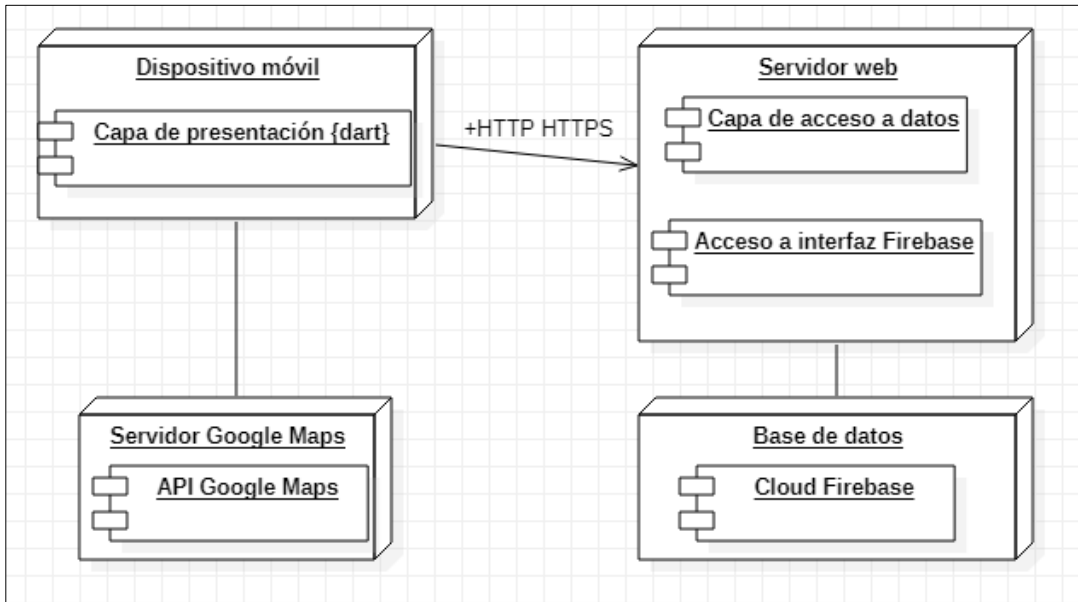 Dispositivo móvil
Capa de presentación {dart}
+HTTP HTTPS
Servidor web
Capa de acceso a datos
Acceso a interfaz Firebase
Servidor Google Maps
API Google Maps
Base de datos
Cloud Firebase